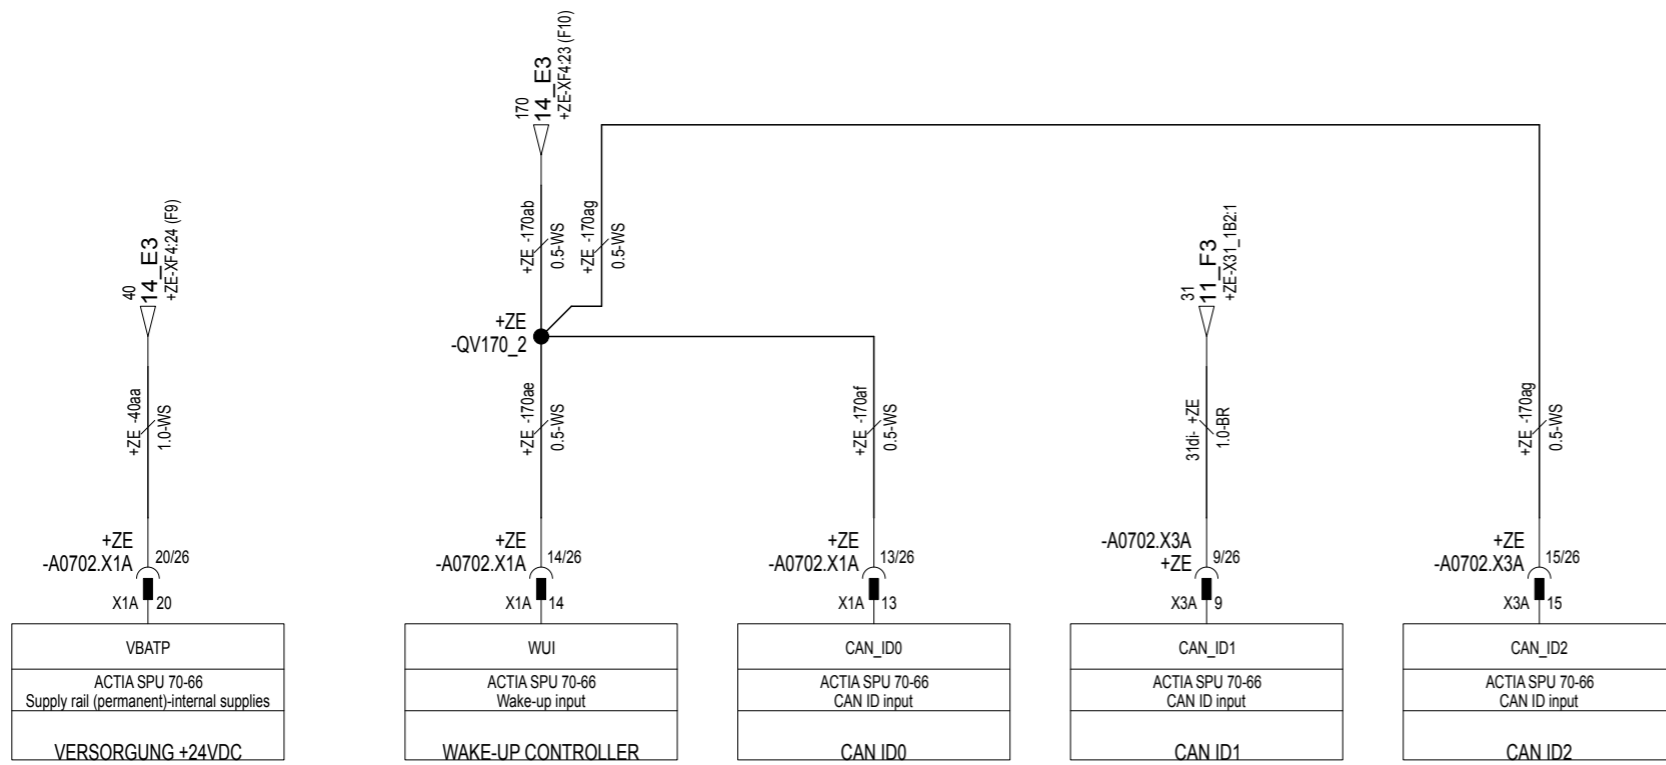 170
14_E3
+ZE-XF4:23 (F10)
40
14_E3
+ZE-XF4:24 (F9)
+ZE -170ab
0.5-WS
+ZE -170ag
0.5-WS
31
11_F3
+ZE-X31_1B2:1
+ZE
-QV170_2
+ZE -40aa
1.0-WS
+ZE -170ae
0.5-WS
+ZE -170af
0.5-WS
31di- +ZE
1.0-BR
+ZE -170ag
0.5-WS
+ZE
-A0702.X1A 20/26
X1A 20
+ZE
-A0702.X1A 14/26
X1A 14
+ZE
-A0702.X1A 13/26
X1A 13
-A0702.X3A
+ZE 9/26
X3A 9
+ZE
-A0702.X3A 15/26
X3A 15
VBATP
ACTIA SPU 70-66
Supply rail (permanent)-internal supplies
VERSORGUNG +24VDC
WUI
ACTIA SPU 70-66
Wake-up input
WAKE-UP CONTROLLER
CAN_ID0
ACTIA SPU 70-66
CAN ID input
CAN ID0
CAN_ID1
ACTIA SPU 70-66
CAN ID input
CAN ID1
CAN_ID2
ACTIA SPU 70-66
CAN ID input
CAN ID2